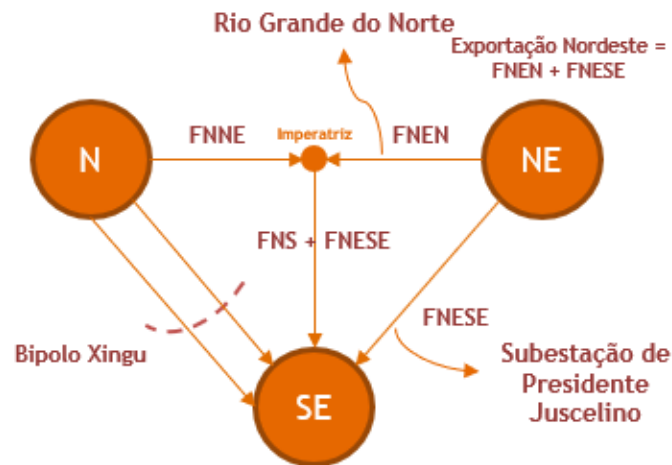 Rio Grande do Norte
Exportação Nordeste =
FNEN + FNESE
N
FNNE
Imperatriz
FNEN
NE
FNS + FNESE
Bipolo Xingu
FNESE
SE
Subestação de
Presidente
Juscelino